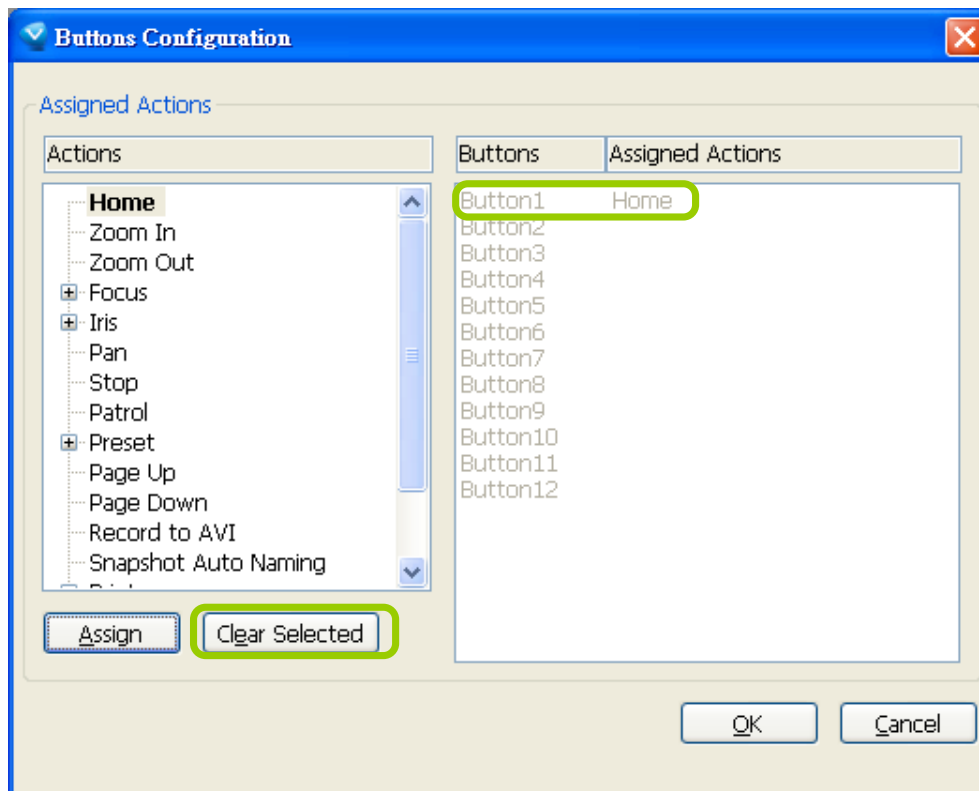 Buttons Configuration
Assigned Actions
Actions
Home
Zoom In
Zoom Out
Focus
Iris
Pan
Stop
Patrol
Preset
Page Up
Page Down
Record to AVI
Snapshot Auto Naming
Assign
Clear Selected
Buttons Assigned Actions
Button1 Home
Button2
Button3
Button4
Button5
Button6
Button7
Button8
Button9
Button10
Button11
Button12
OK
Cancel